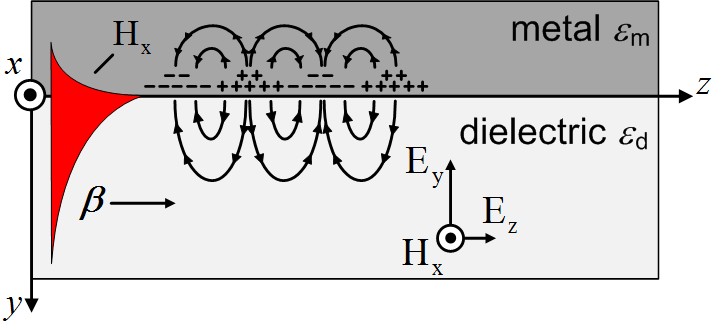 metal εm
Hx
x
z
−− ++ −− ++
−−−−− +++++ −−−−− +++++
dielectric εd
Ey
β
Ez
Hx
y